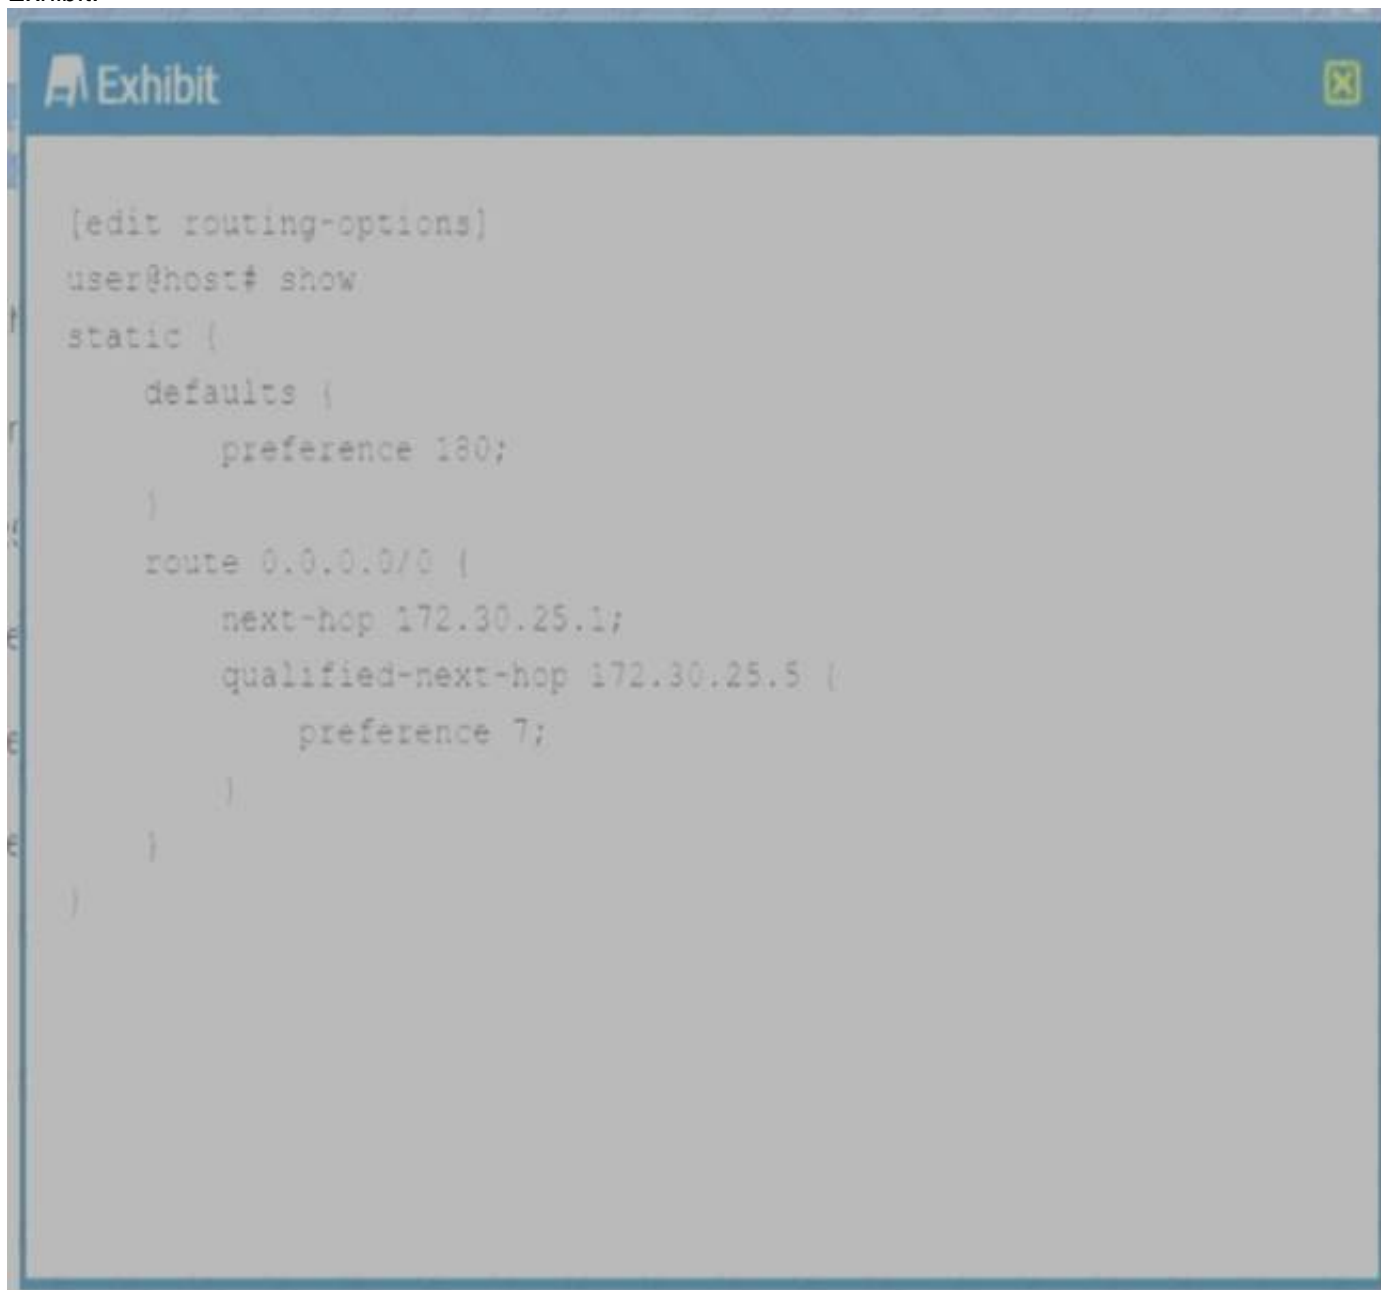 Exhibit
[edit routing-options]
user@host# show
static {
defaults {
preference 180;
}
route 0.0.0.0/0 {
next-hop 172.30.25.1;
qualified-next-hop 172.30.25.5 {
preference 7;
}
}
}